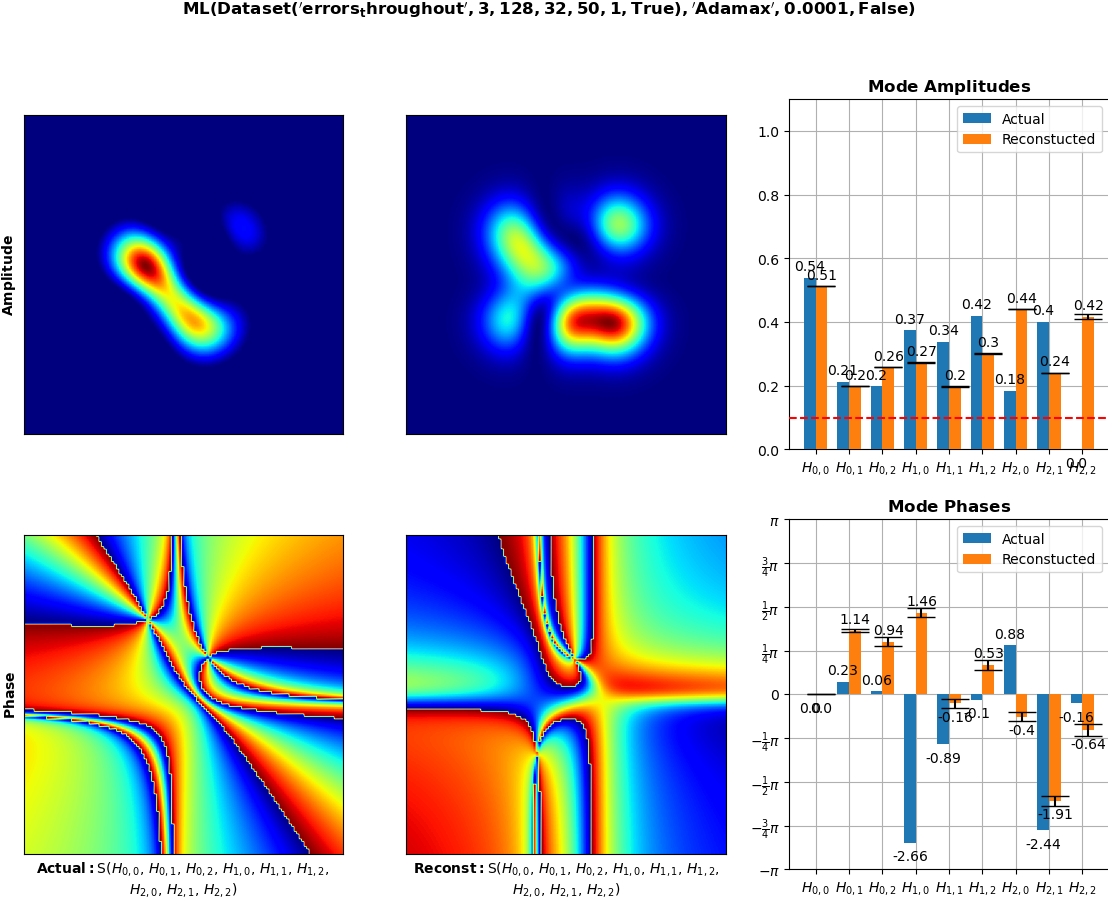 ML(Dataset('errors_throughout', 3, 128, 32, 50, 1, True), 'Adamax', 0.0001, False)
Amplitude
Mode Amplitudes
Actual
Reconstucted
1.0
0.8
0.6
0.4
0.2
0.0
0.54
0.51
0.21
0.2
0.2
0.26
0.37
0.27
0.34
0.2
0.42
0.3
0.18
0.44
0.4
0.24
0.0
0.42
H0,0 H0,1 H0,2 H1,0 H1,1 H1,2 H2,0 H2,1 H2,2
Phase
Mode Phases
Actual
Reconstucted
π
3/4π
1/2π
1/4π
0
−1/4π
−1/2π
−3/4π
−π
0.0
0.0
0.23
1.14
0.06
0.94
-2.66
1.46
-0.89
-0.16
-0.1
0.53
0.88
-0.4
-2.44
-1.91
-0.16
-0.64
H0,0 H0,1 H0,2 H1,0 H1,1 H1,2 H2,0 H2,1 H2,2
Actual: S(H0,0, H0,1, H0,2, H1,0, H1,1, H1,2,
H2,0, H2,1, H2,2)
Reconst: S(H0,0, H0,1, H0,2, H1,0, H1,1, H1,2,
H2,0, H2,1, H2,2)